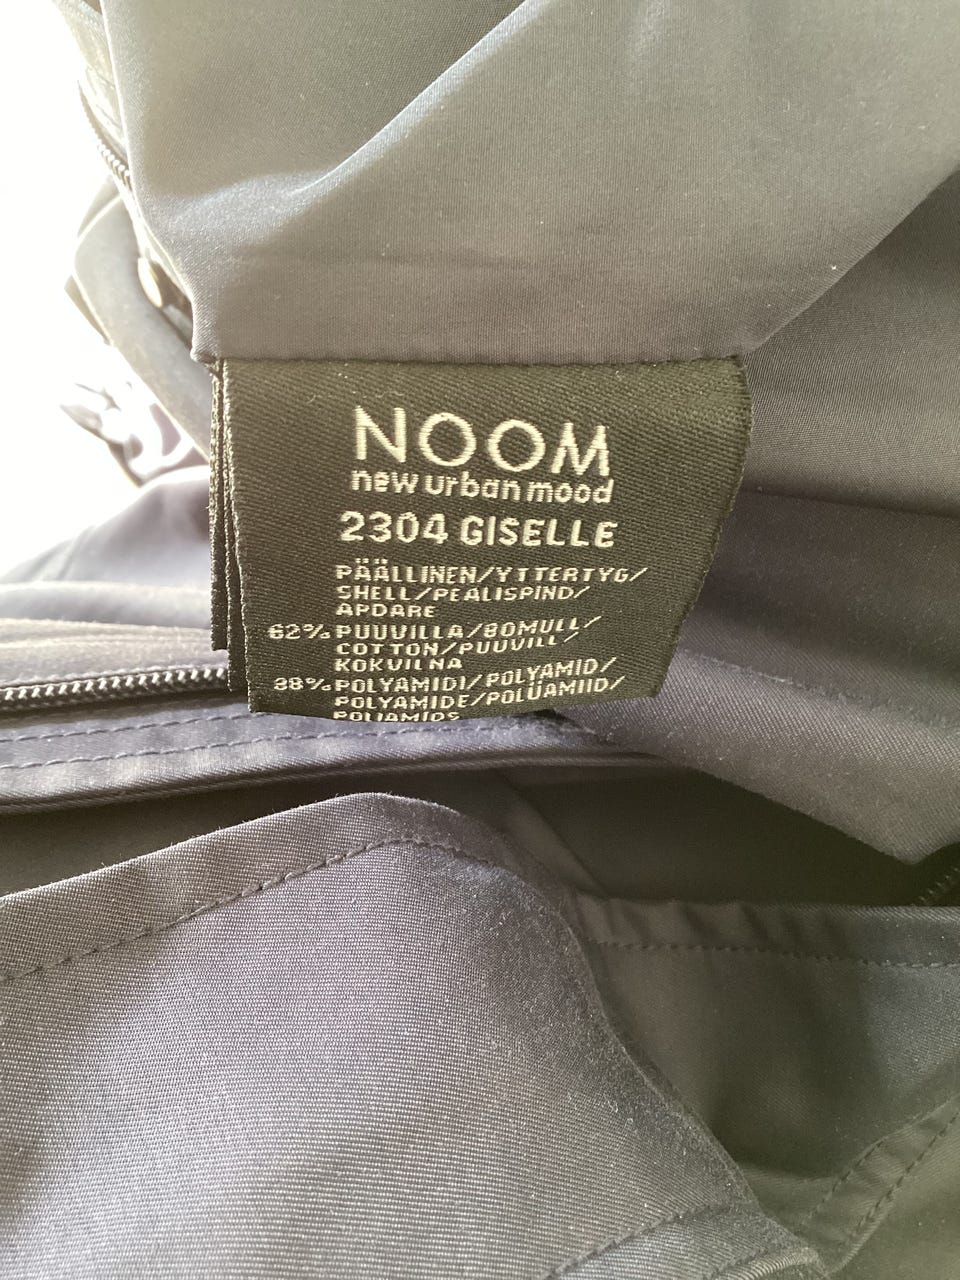 NOOM
new urban mood
2304 GISELLE
PÄÄLLINEN/YTTERTYG/
SHELL/PEALISPIND/
APDARE
62% PUUVILLA/BOMULL/
COTTON/PUUVILL/
KOKVILNA
38% POLYAMIDI/POLYAMID/
POLYAMIDE/POLÜAMIID/
POLIAMĪDS